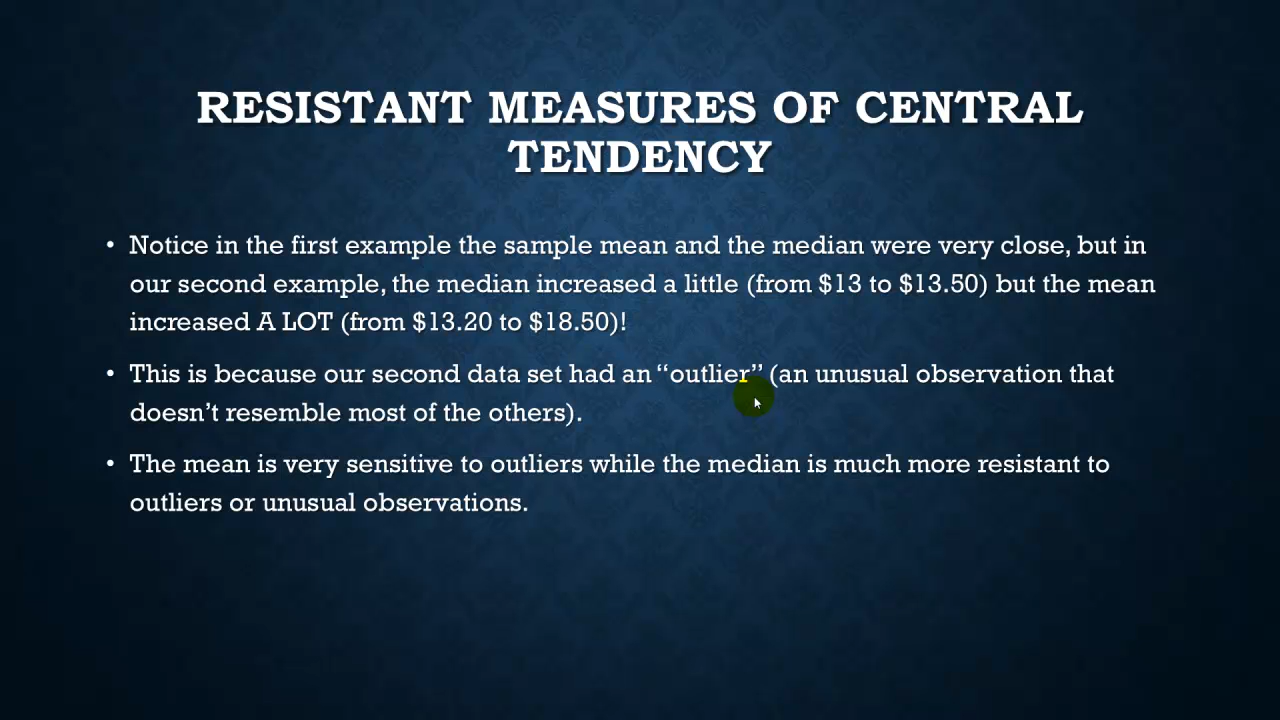 RESISTANT MEASURES OF CENTRAL
TENDENCY
• Notice in the first example the sample mean and the median were very close, but in
our second example, the median increased a little (from $13 to $13.50) but the mean
increased A LOT (from $13.20 to $18.50)!
• This is because our second data set had an “outlier” (an unusual observation that
doesn’t resemble most of the others).
• The mean is very sensitive to outliers while the median is much more resistant to
outliers or unusual observations.